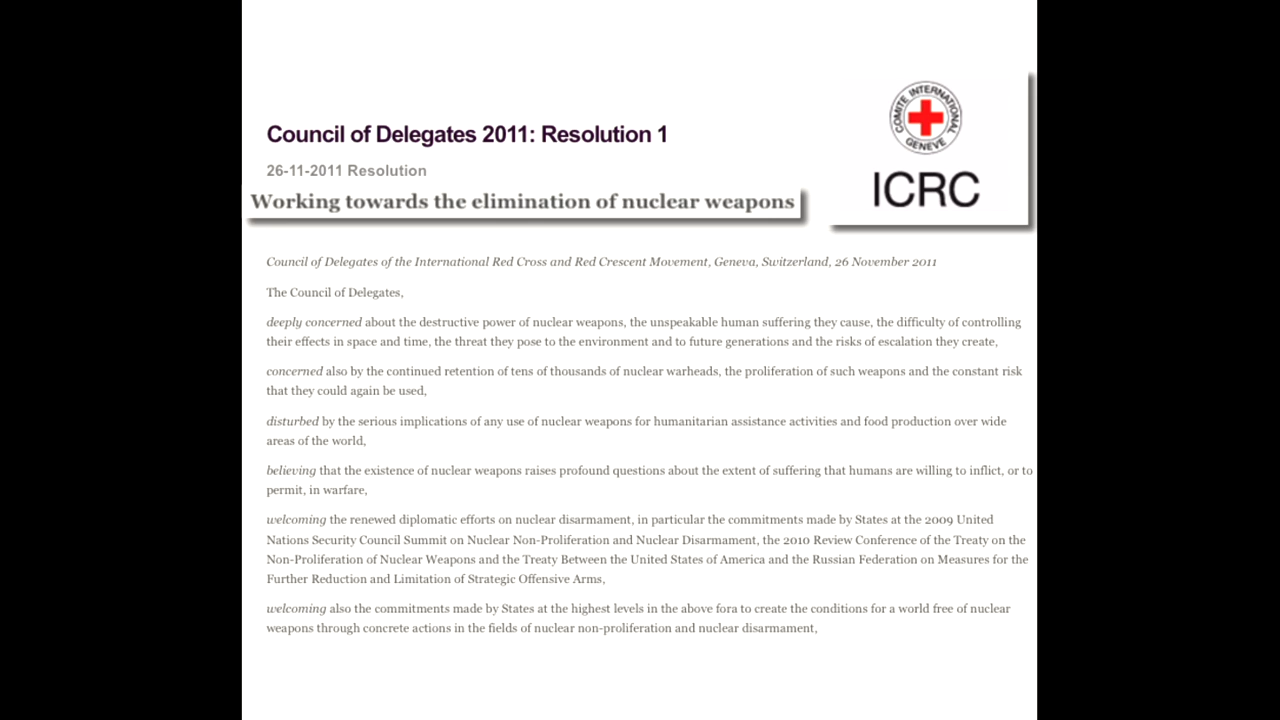 COMITE INTERNATIONAL GENEVE
ICRC
Council of Delegates 2011: Resolution 1
26-11-2011 Resolution
Working towards the elimination of nuclear weapons
Council of Delegates of the International Red Cross and Red Crescent Movement, Geneva, Switzerland, 26 November 2011
The Council of Delegates,
deeply concerned about the destructive power of nuclear weapons, the unspeakable human suffering they cause, the difficulty of controlling
their effects in space and time, the threat they pose to the environment and to future generations and the risks of escalation they create,
concerned also by the continued retention of tens of thousands of nuclear warheads, the proliferation of such weapons and the constant risk
that they could again be used,
disturbed by the serious implications of any use of nuclear weapons for humanitarian assistance activities and food production over wide
areas of the world,
believing that the existence of nuclear weapons raises profound questions about the extent of suffering that humans are willing to inflict, or to
permit, in warfare,
welcoming the renewed diplomatic efforts on nuclear disarmament, in particular the commitments made by States at the 2009 United
Nations Security Council Summit on Nuclear Non-Proliferation and Nuclear Disarmament, the 2010 Review Conference of the Treaty on the
Non-Proliferation of Nuclear Weapons and the Treaty Between the United States of America and the Russian Federation on Measures for the
Further Reduction and Limitation of Strategic Offensive Arms,
welcoming also the commitments made by States at the highest levels in the above fora to create the conditions for a world free of nuclear
weapons through concrete actions in the fields of nuclear non-proliferation and nuclear disarmament,